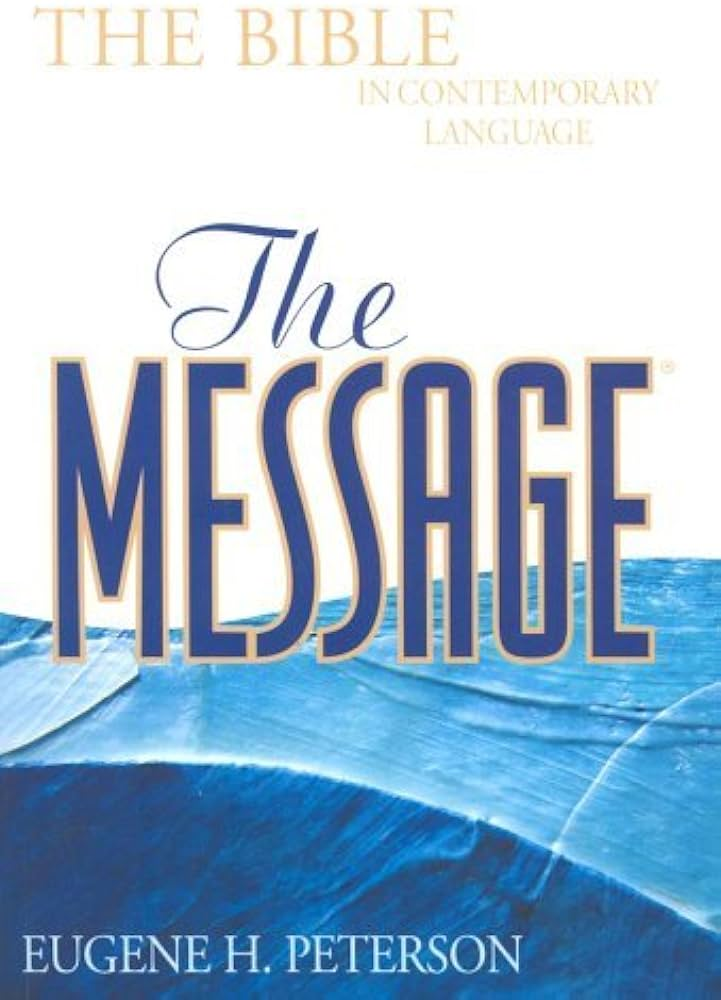 THE BIBLE
IN CONTEMPORARY
LANGUAGE
The
MESSAGE®
EUGENE H. PETERSON